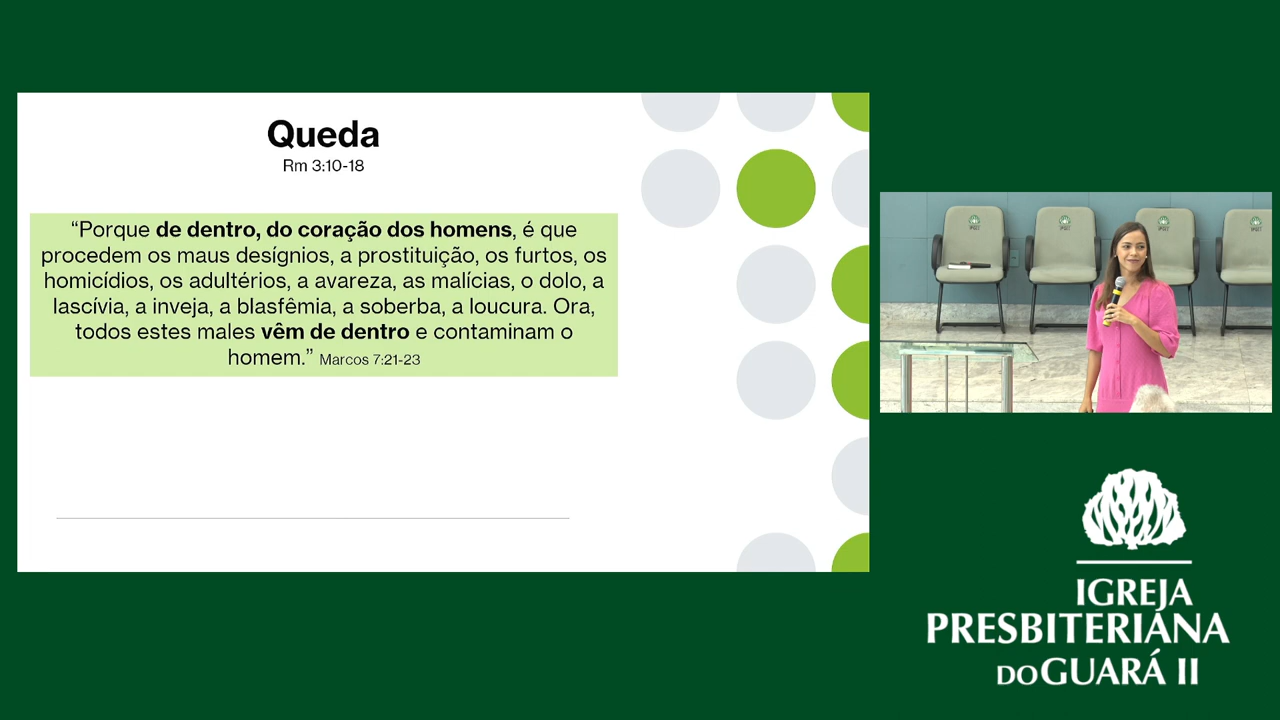 Queda
Rm 3:10-18
“Porque de dentro, do coração dos homens, é que
procedem os maus desígnios, a prostituição, os furtos, os
homicídios, os adultérios, a avareza, as malícias, o dolo, a
lascívia, a inveja, a blasfêmia, a soberba, a loucura. Ora,
todos estes males vêm de dentro e contaminam o
homem.” Marcos 7:21-23
IGREJA
PRESBITERIANA
DO GUARÁ II